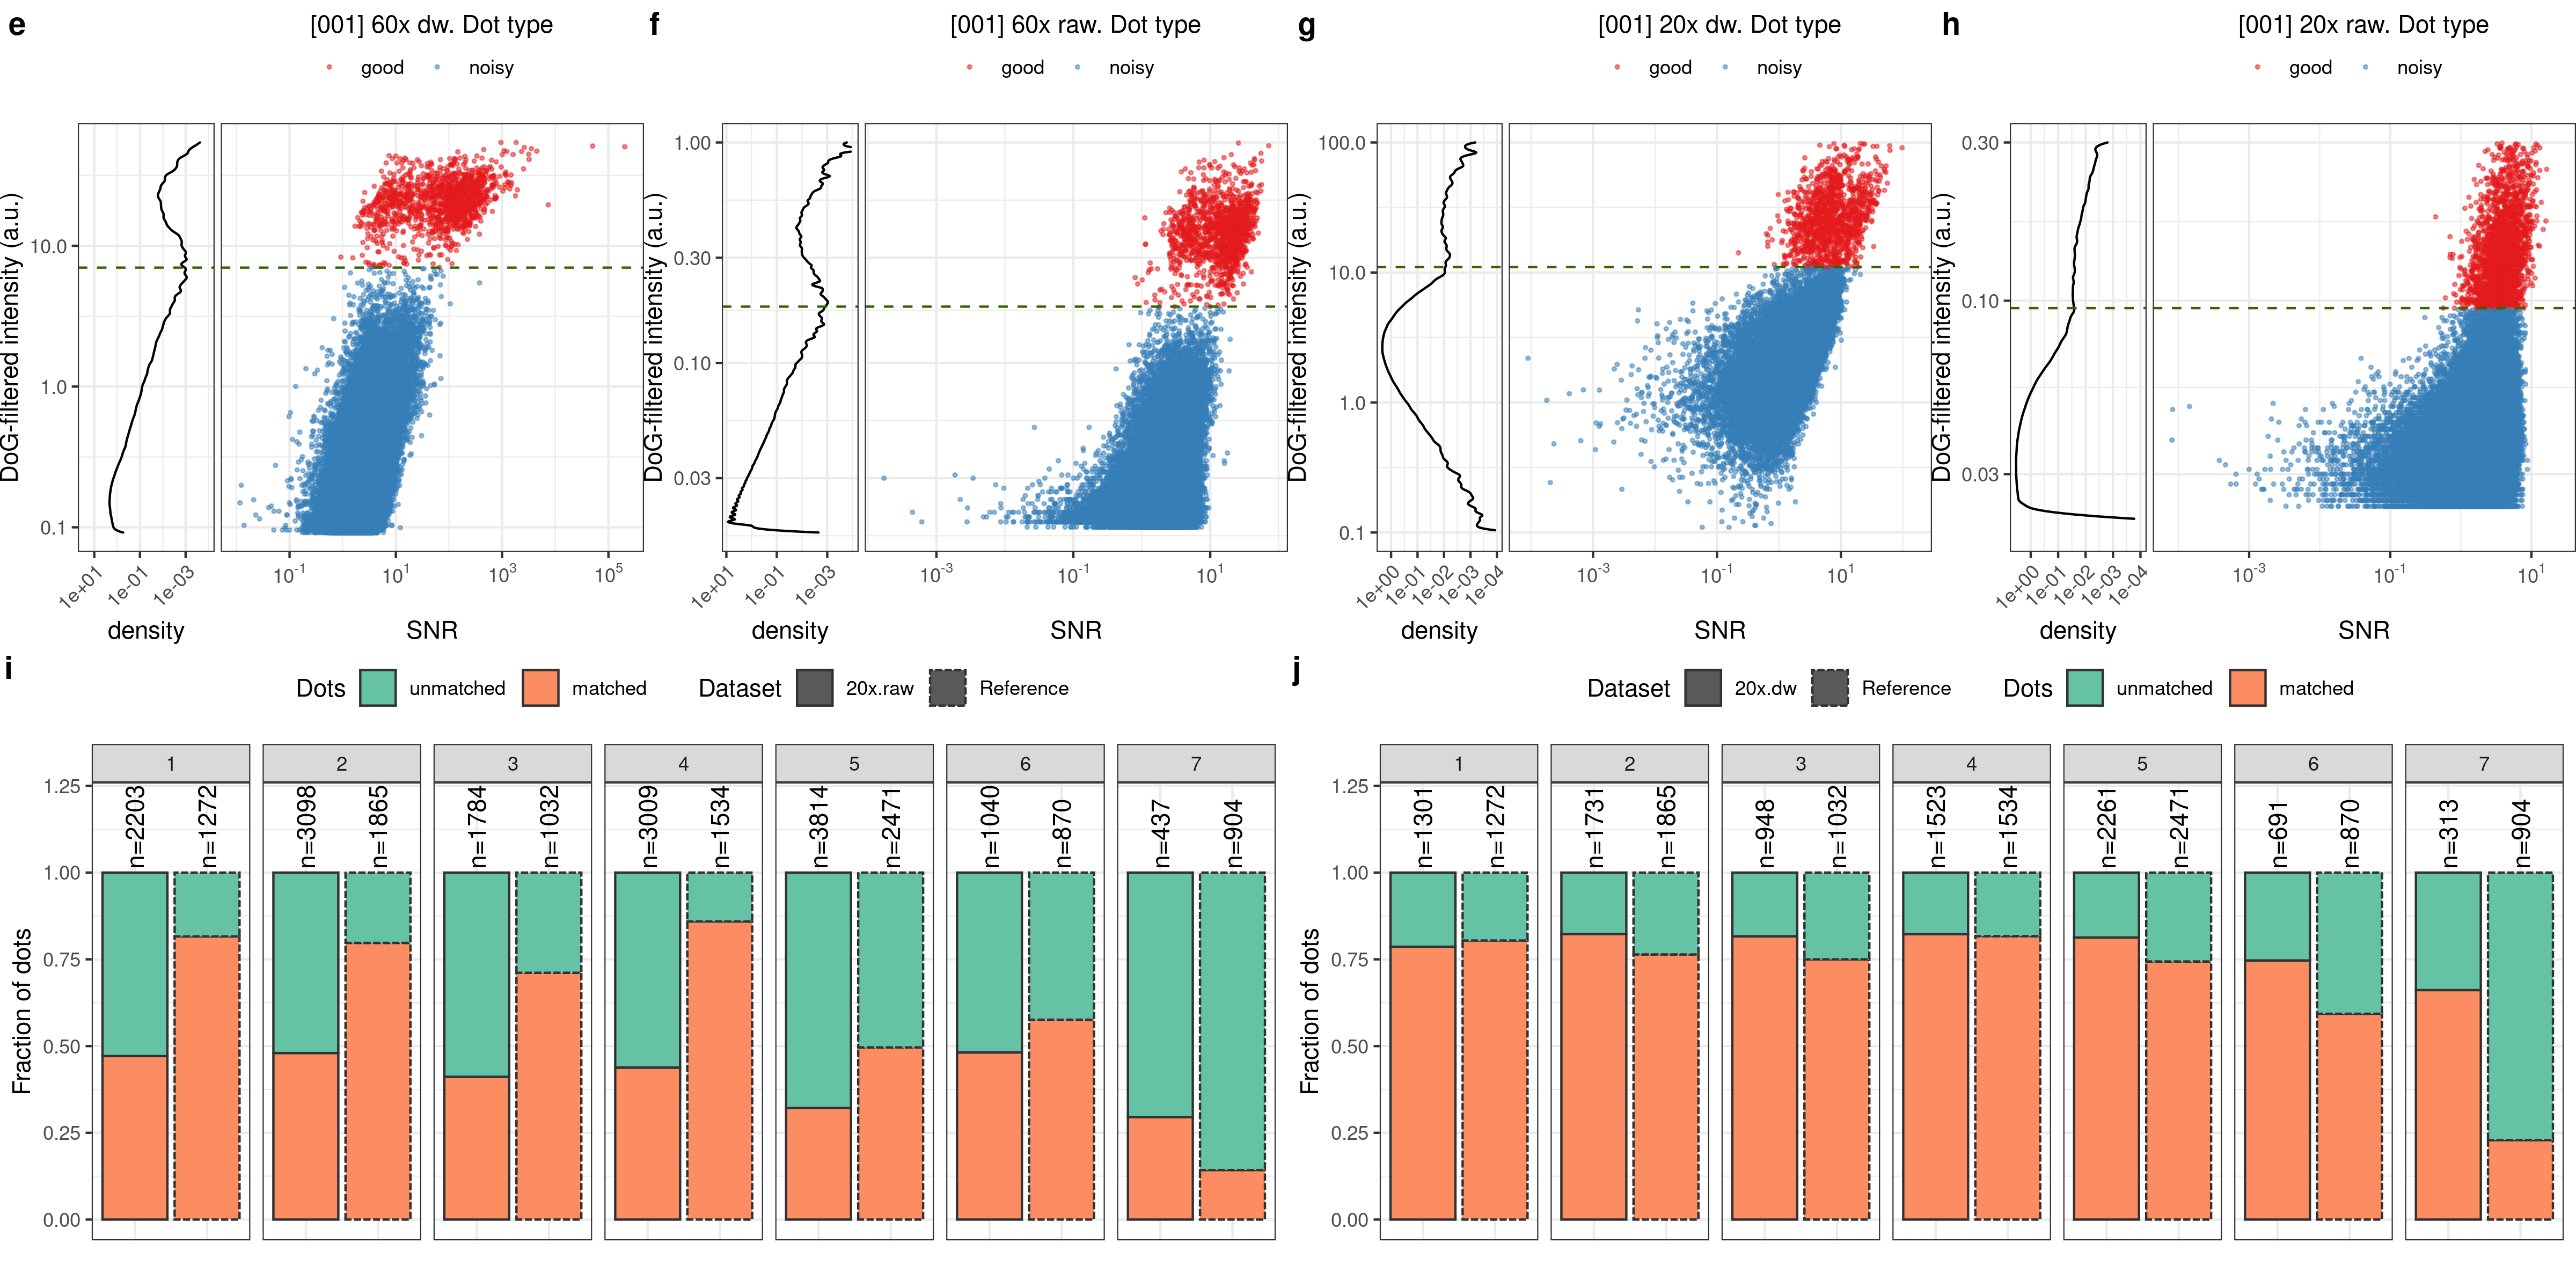 e [001] 60x dw. Dot type
good noisy
DoG-filtered intensity (a.u.)
10.0
1.0
0.1
1e+01 1e-01 1e-03
10-1 101 103 105
density SNR
f [001] 60x raw. Dot type
good noisy
DoG-filtered intensity (a.u.)
1.00
0.30
0.10
0.03
1e+01 1e-01 1e-03
10-3 10-1 101
density SNR
g [001] 20x dw. Dot type
good noisy
DoG-filtered intensity (a.u.)
100.0
10.0
1.0
0.1
1e+00 1e-01 1e-02 1e-03 1e-04
10-3 10-1 101
density SNR
h [001] 20x raw. Dot type
good noisy
DoG-filtered intensity (a.u.)
0.30
0.10
0.03
1e+00 1e-01 1e-02 1e-03 1e-04
10-3 10-1 101
density SNR
i
Dots unmatched matched Dataset 20x.raw Reference
1 2 3 4 5 6 7
n=2203 n=1272 n=3098 n=1865 n=1784 n=1032 n=3009 n=1534 n=3814 n=2471 n=1040 n=870 n=437 n=904
Fraction of dots
1.25
1.00
0.75
0.50
0.25
0.00
j
Dataset 20x.dw Reference Dots unmatched matched
1 2 3 4 5 6 7
n=1301 n=1272 n=1731 n=1865 n=948 n=1032 n=1523 n=1534 n=2261 n=2471 n=691 n=870 n=313 n=904
Fraction of dots
1.25
1.00
0.75
0.50
0.25
0.00